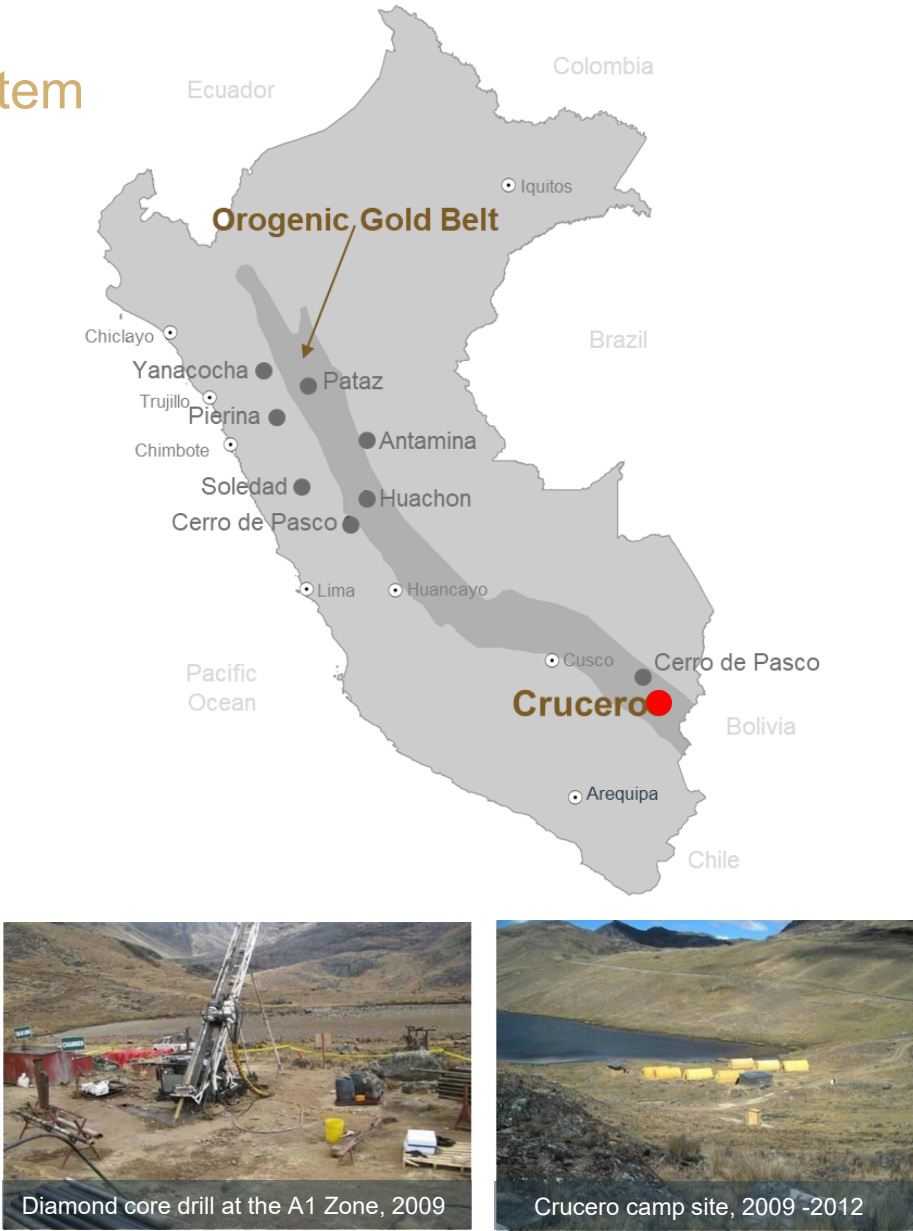 tem
Colombia
Ecuador
Iquitos
Orogenic Gold Belt
Chiclayo
Brazil
Yanacocha
Pataz
Trujillo
Pierina
Chimbote
Antamina
Soledad
Huachon
Cerro de Pasco
Lima
Huancayo
Cusco
Cerro de Pasco
Pacific
Ocean
Crucero
Bolivia
Arequipa
Chile
CHAMBER
Diamond core drill at the A1 Zone, 2009
Crucero camp site, 2009 -2012